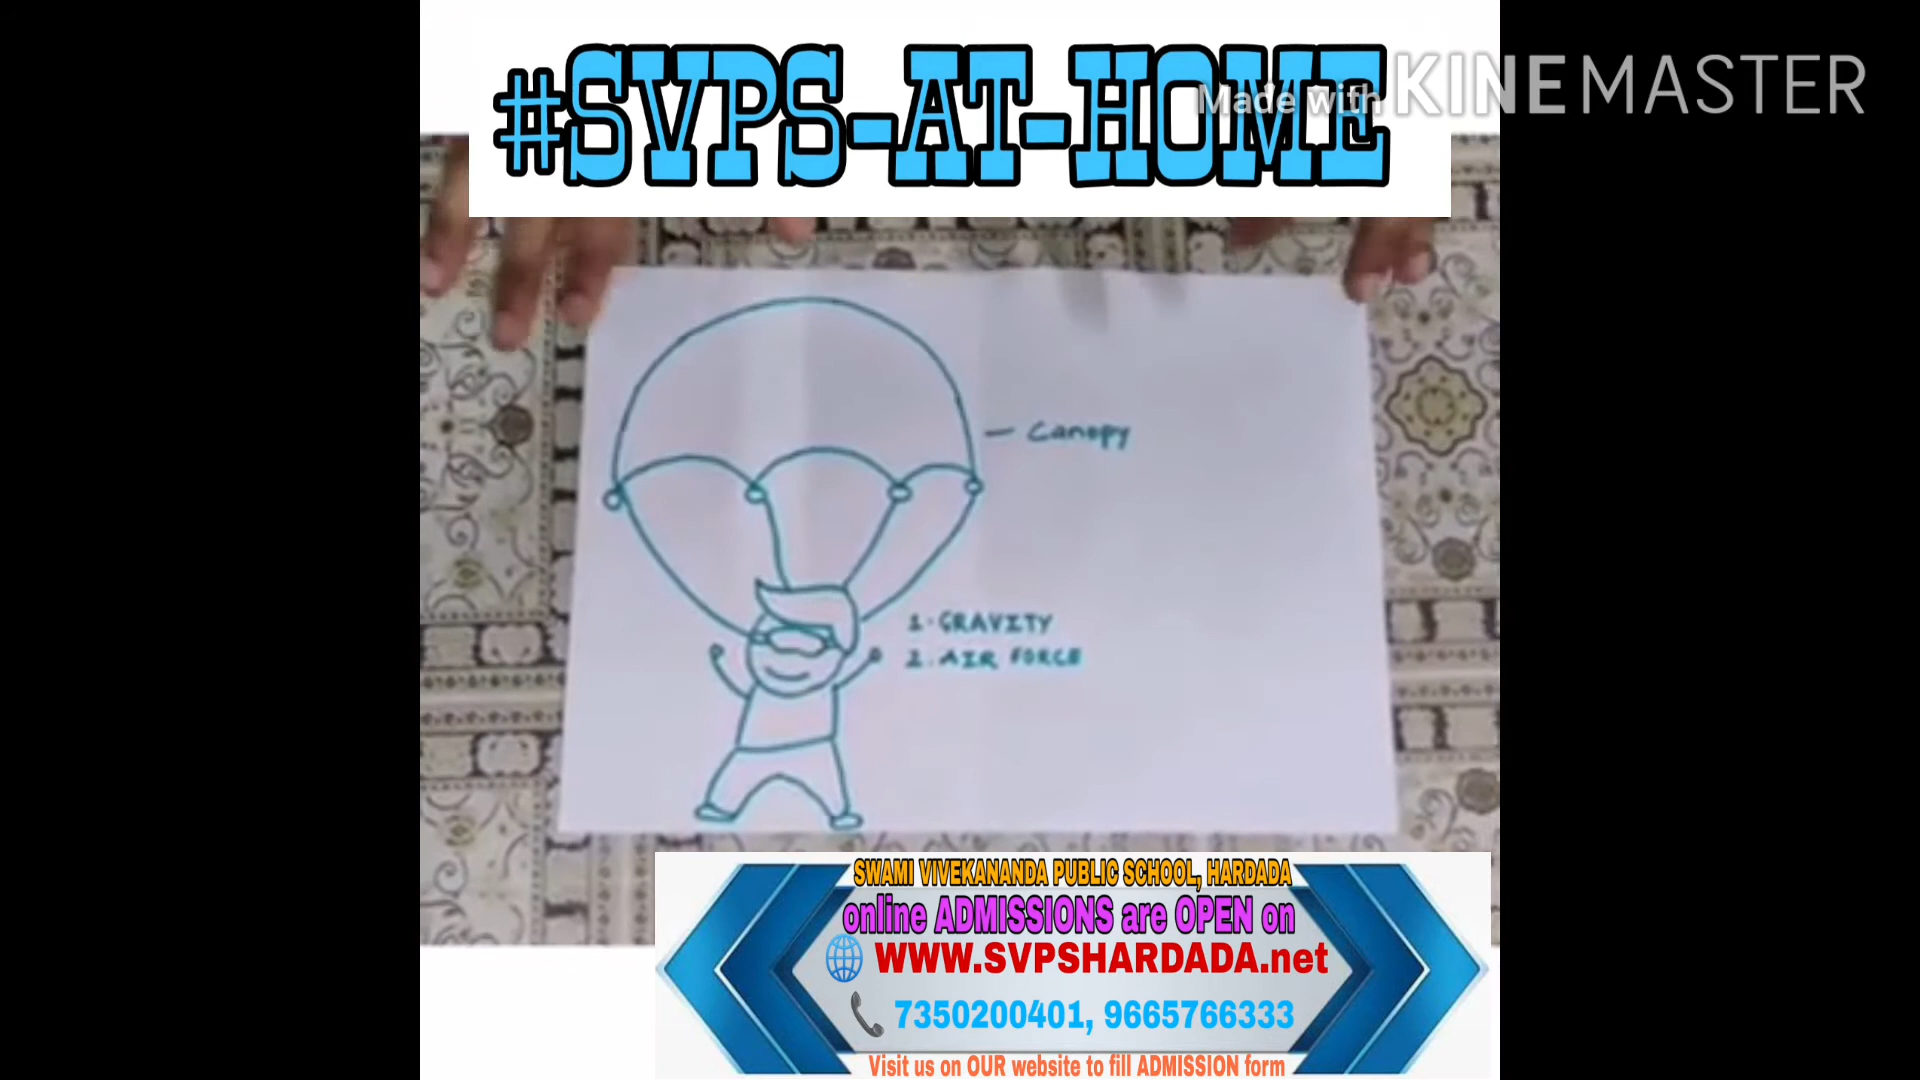 #SVPS-AT-HOME
Made with KINEMASTER
Canopy
1. GRAVITY
2. AIR FORCE
SWAMI VIVEKANANDA PUBLIC SCHOOL, HARDADA
online ADMISSIONS are OPEN on
WWW.SVPSHARDADA.net
7350200401, 9665766333
Visit us on OUR website to fill ADMISSION form